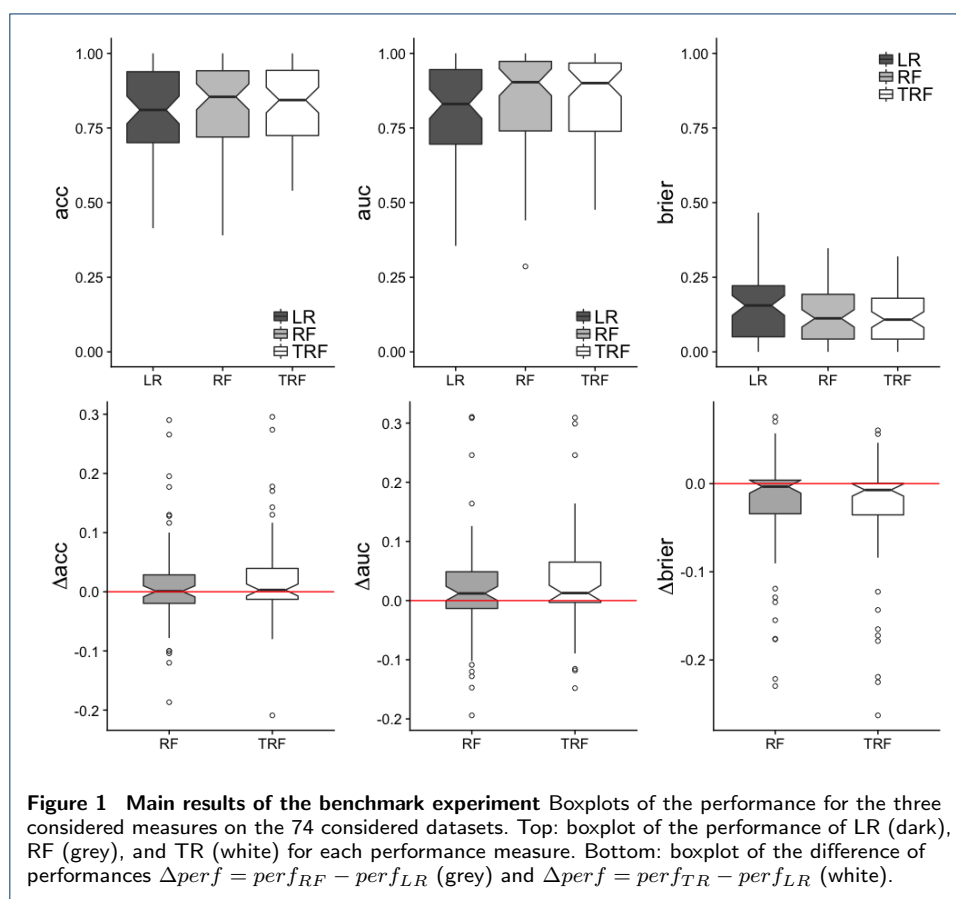 1.00
0.75
0.50
0.25
0.00
acc
LR
RF
TRF
LR RF TRF
1.00
0.75
0.50
0.25
0.00
auc
LR
RF
TRF
LR RF TRF
1.00
0.75
0.50
0.25
0.00
brier
LR
RF
TRF
LR RF TRF
0.3
0.2
0.1
0.0
-0.1
-0.2
Δacc
RF TRF
0.3
0.2
0.1
0.0
-0.1
-0.2
Δauc
RF TRF
0.0
-0.1
-0.2
Δbrier
RF TRF
Figure 1 Main results of the benchmark experiment Boxplots of the performance for the three
considered measures on the 74 considered datasets. Top: boxplot of the performance of LR (dark),
RF (grey), and TR (white) for each performance measure. Bottom: boxplot of the difference of
performances Δperf = perf_RF − perf_LR (grey) and Δperf = perf_TR − perf_LR (white).